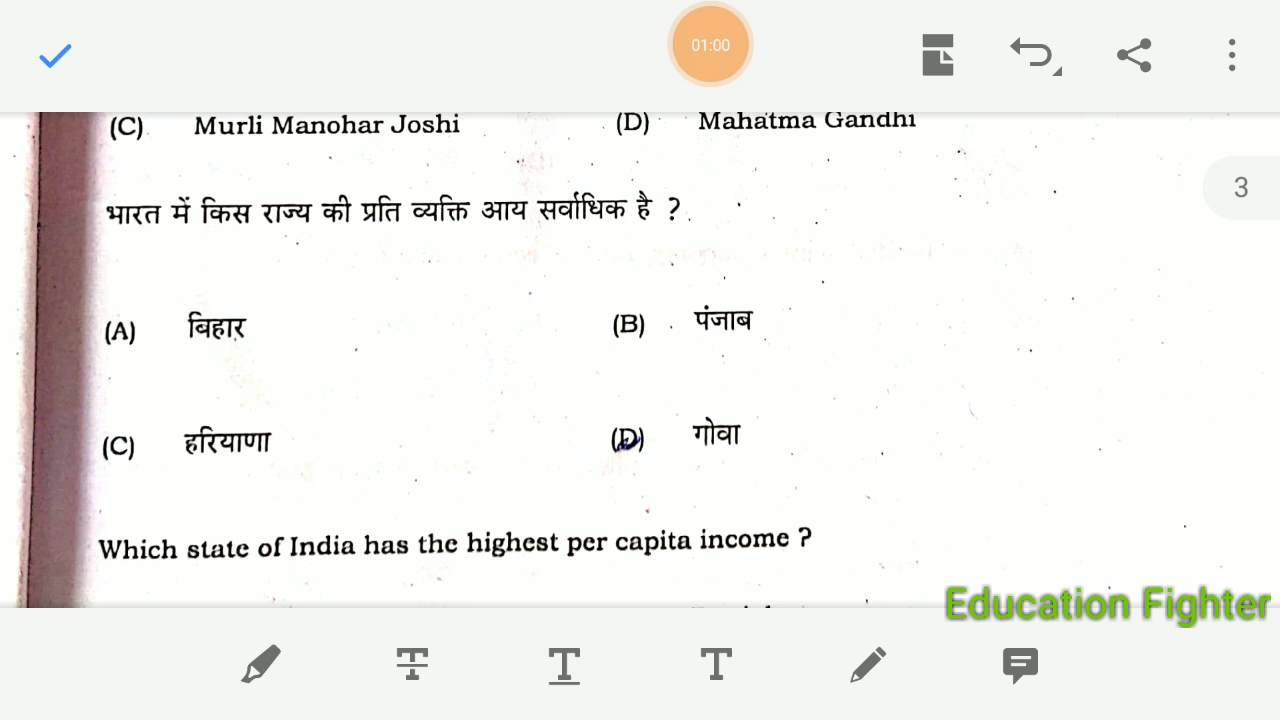 01:00
(C) Murli Manohar Joshi (D) Mahatma Gandhi
3
भारत में किस राज्य की प्रति व्यक्ति आय सर्वाधिक है ?
(A) बिहार (B) पंजाब
(C) हरियाणा (D) गोवा
Which state of India has the highest per capita income ?
Education Fighter